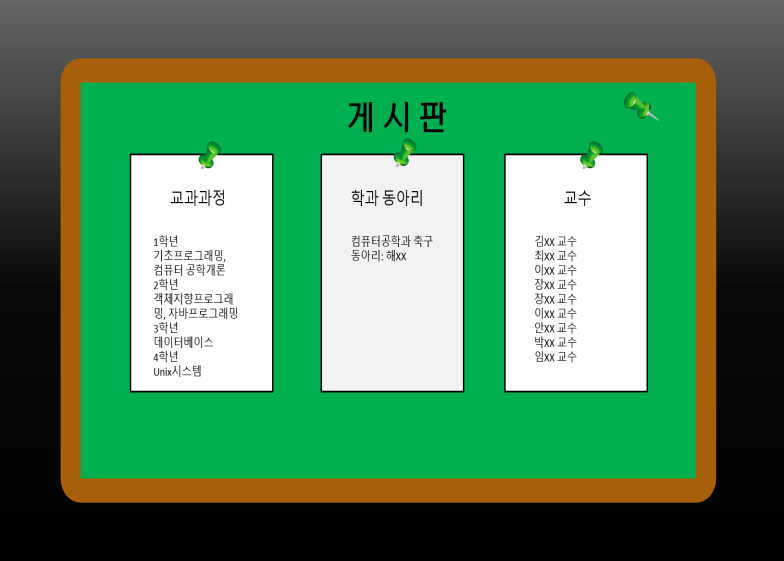 게 시 판
교과과정
1학년
기초프로그래밍,
컴퓨터 공학개론
2학년
객체지향프로그래
밍, 자바프로그래밍
3학년
데이터베이스
4학년
Unix시스템
학과 동아리
컴퓨터공학과 축구
동아리: 해xx
교수
김xx 교수
최xx 교수
이xx 교수
장xx 교수
장xx 교수
이xx 교수
안xx 교수
박xx 교수
임xx 교수